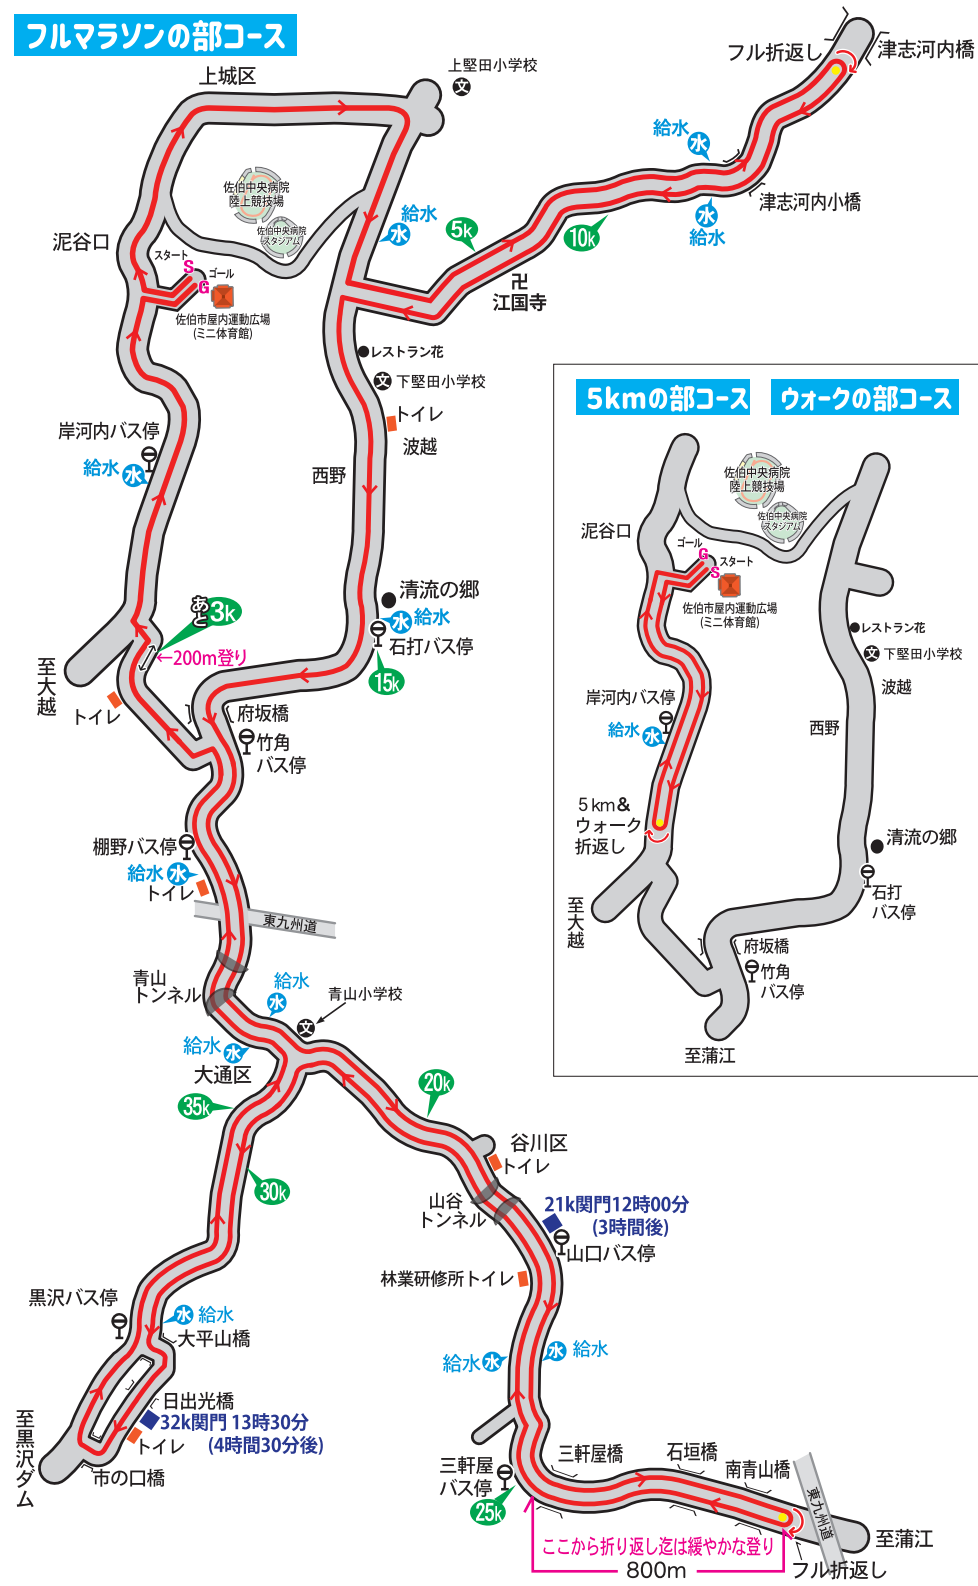 フルマラソンの部コース
上城区
上堅田小学校
文
フル折返し
津志河内橋
給水
水
津志河内小橋
水
給水
佐伯中央病院
陸上競技場
佐伯中央病院
スタジアム
給水
水
5k
10k
卍
江国寺
泥谷口
スタート
S
ゴール
G
佐伯市屋内運動広場
(ミニ体育館)
レストラン花
文
下堅田小学校
トイレ
波越
西野
岸河内バス停
給水
水
清流の郷
水
給水
石打バス停
15k
あと
3k
←200m登り
至大越
トイレ
府坂橋
竹角
バス停
棚野バス停
給水
水
トイレ
東九州道
青山
トンネル
給水
水
文
青山小学校
給水
水
大通区
35k
20k
30k
谷川区
トイレ
山谷
トンネル
21k関門12時00分
(3時間後)
山口バス停
林業研修所トイレ
黒沢バス停
水
給水
大平山橋
給水
水
水
給水
日出光橋
32k関門 13時30分
(4時間30分後)
トイレ
市の口橋
至黒沢ダム
三軒屋
バス停
25k
三軒屋橋
石垣橋
南青山橋
東九州道
至蒲江
フル折返し
ここから折り返し迄は緩やかな登り
800m
5kmの部コース
ウォークの部コース
佐伯中央病院
陸上競技場
佐伯中央病院
スタジアム
泥谷口
ゴール
G
スタート
S
佐伯市屋内運動広場
(ミニ体育館)
レストラン花
文
下堅田小学校
波越
西野
岸河内バス停
給水
水
5km&
ウォーク
折返し
清流の郷
石打
バス停
至大越
府坂橋
竹角
バス停
至蒲江